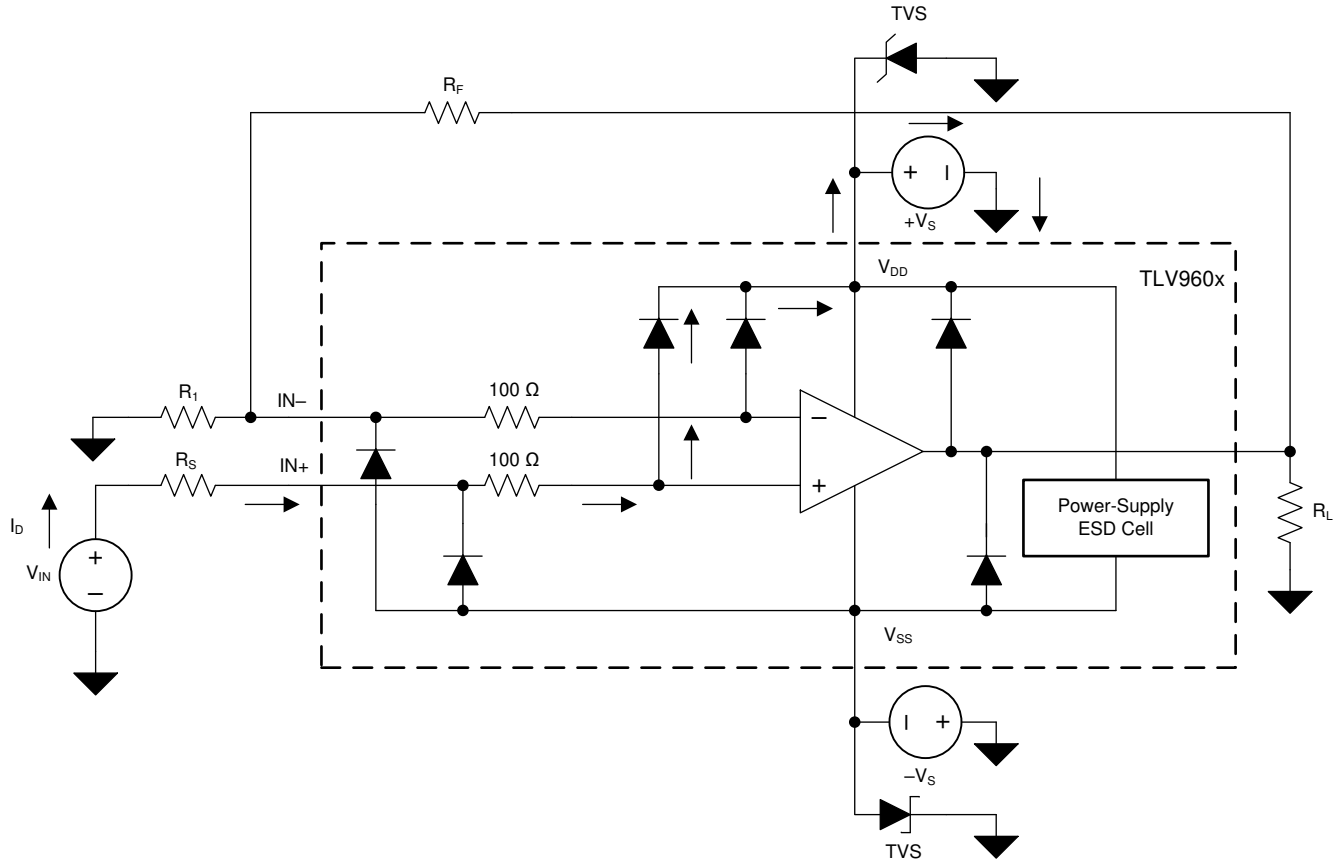 TVS
R_F
+ –
+V_S
V_DD
TLV960x
R_1
IN–
100 Ω
–
R_S
IN+
100 Ω
+
I_D
V_IN
+
–
Power-Supply
ESD Cell
R_L
V_SS
– +
–V_S
TVS